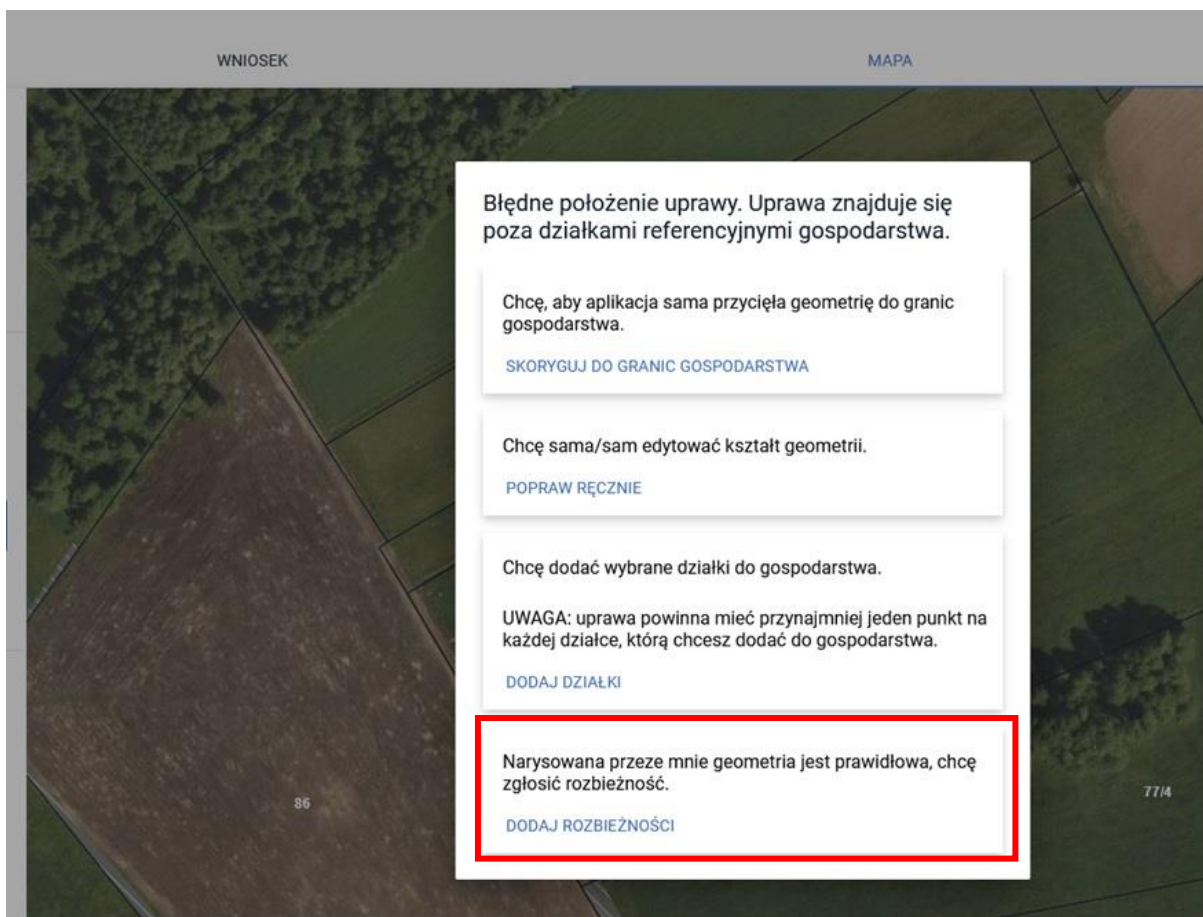 WNIOSEK
MAPA
Błędne położenie uprawy. Uprawa znajduje się
poza działkami referencyjnymi gospodarstwa.
Chcę, aby aplikacja sama przycięła geometrię do granic
gospodarstwa.
SKORYGUJ DO GRANIC GOSPODARSTWA
Chcę sama/sam edytować kształt geometrii.
POPRAW RĘCZNIE
Chcę dodać wybrane działki do gospodarstwa.
UWAGA: uprawa powinna mieć przynajmniej jeden punkt na
każdej działce, którą chcesz dodać do gospodarstwa.
DODAJ DZIAŁKI
Narysowana przeze mnie geometria jest prawidłowa, chcę
zgłosić rozbieżność.
DODAJ ROZBIEŻNOŚCI
86
77/4